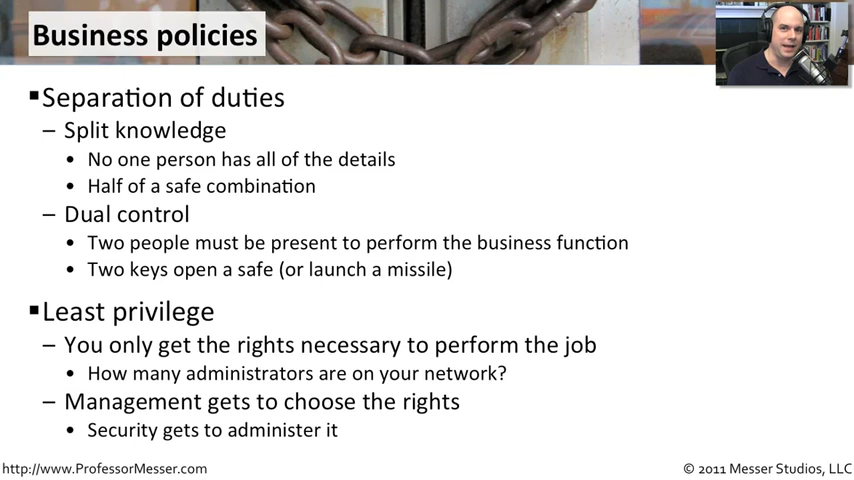 Business policies
▪Separation of duties
– Split knowledge
• No one person has all of the details
• Half of a safe combination
– Dual control
• Two people must be present to perform the business function
• Two keys open a safe (or launch a missile)
▪Least privilege
– You only get the rights necessary to perform the job
• How many administrators are on your network?
– Management gets to choose the rights
• Security gets to administer it
http://www.ProfessorMesser.com
© 2011 Messer Studios, LLC